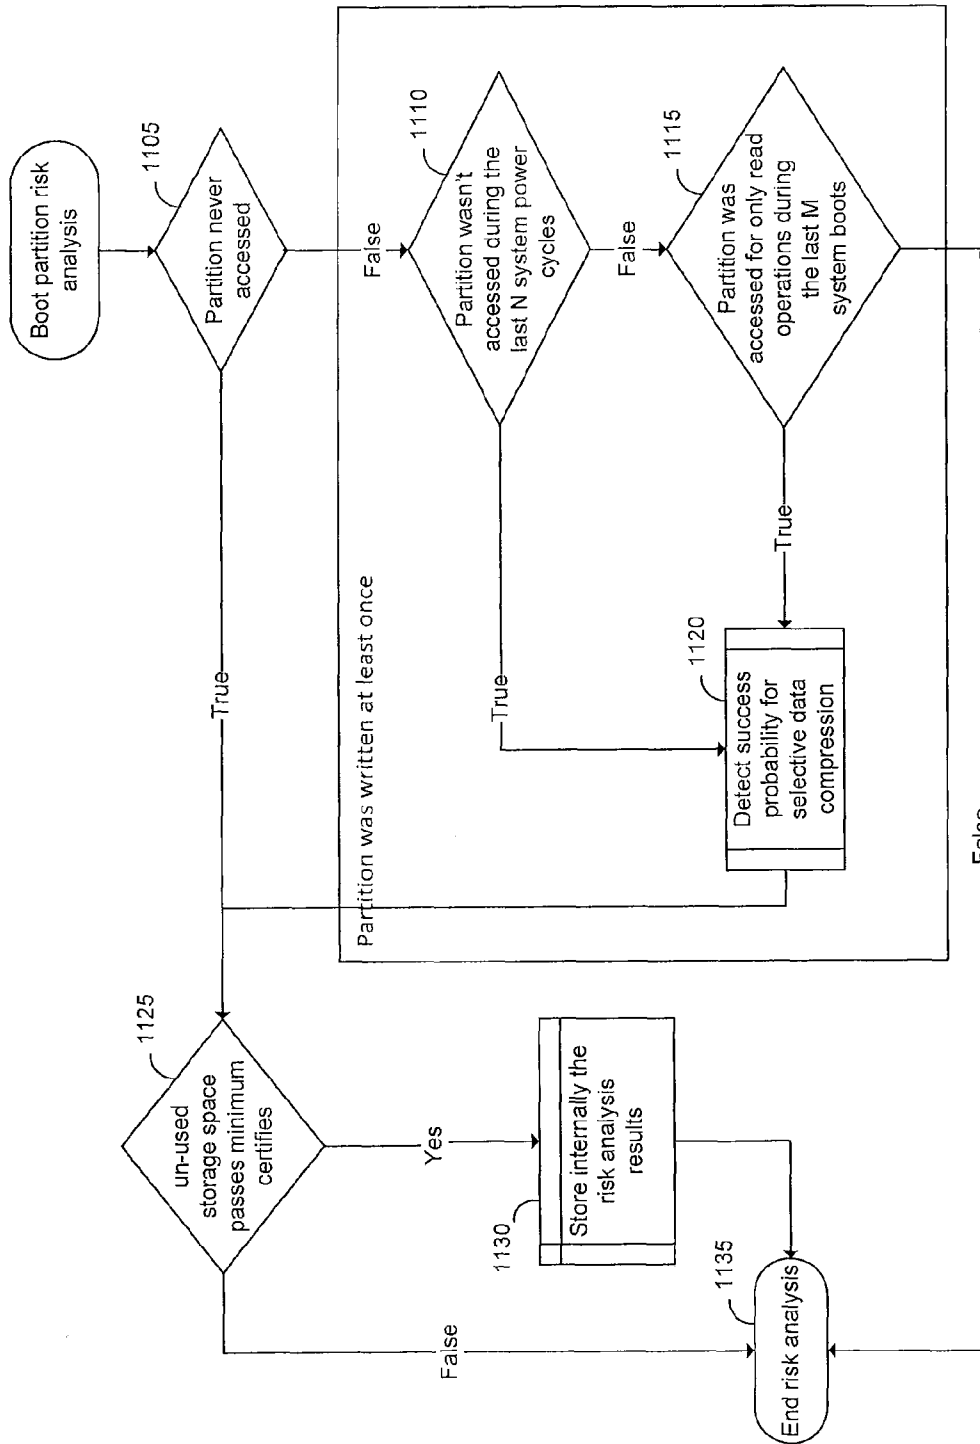 Boot partition risk
analysis
1105
Partition never
accessed
True
False
Partition was written at least once
1110
Partition wasn't
accessed during the
last N system power
cycles
True
False
1115
Partition was
accessed for only read
operations during
the last M
system boots
True
False
1120
Detect success
probability for
selective data
compression
1125
un-used
storage space
passes minimum
certifies
Yes
False
1130
Store internally the
risk analysis
results
1135
End risk analysis